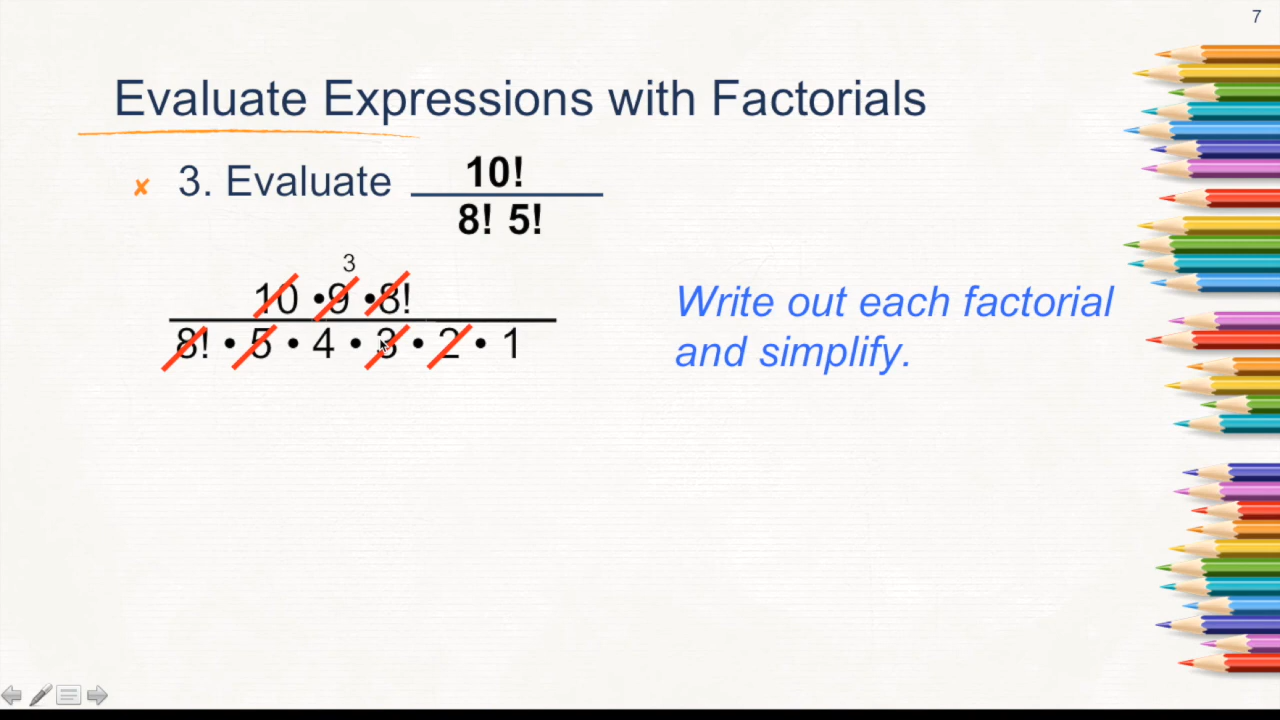 7
Evaluate Expressions with Factorials
✘ 3. Evaluate
10!
8! 5!
3
10 •9 •8!
8! • 5 • 4 • 3 • 2 • 1
Write out each factorial
and simplify.